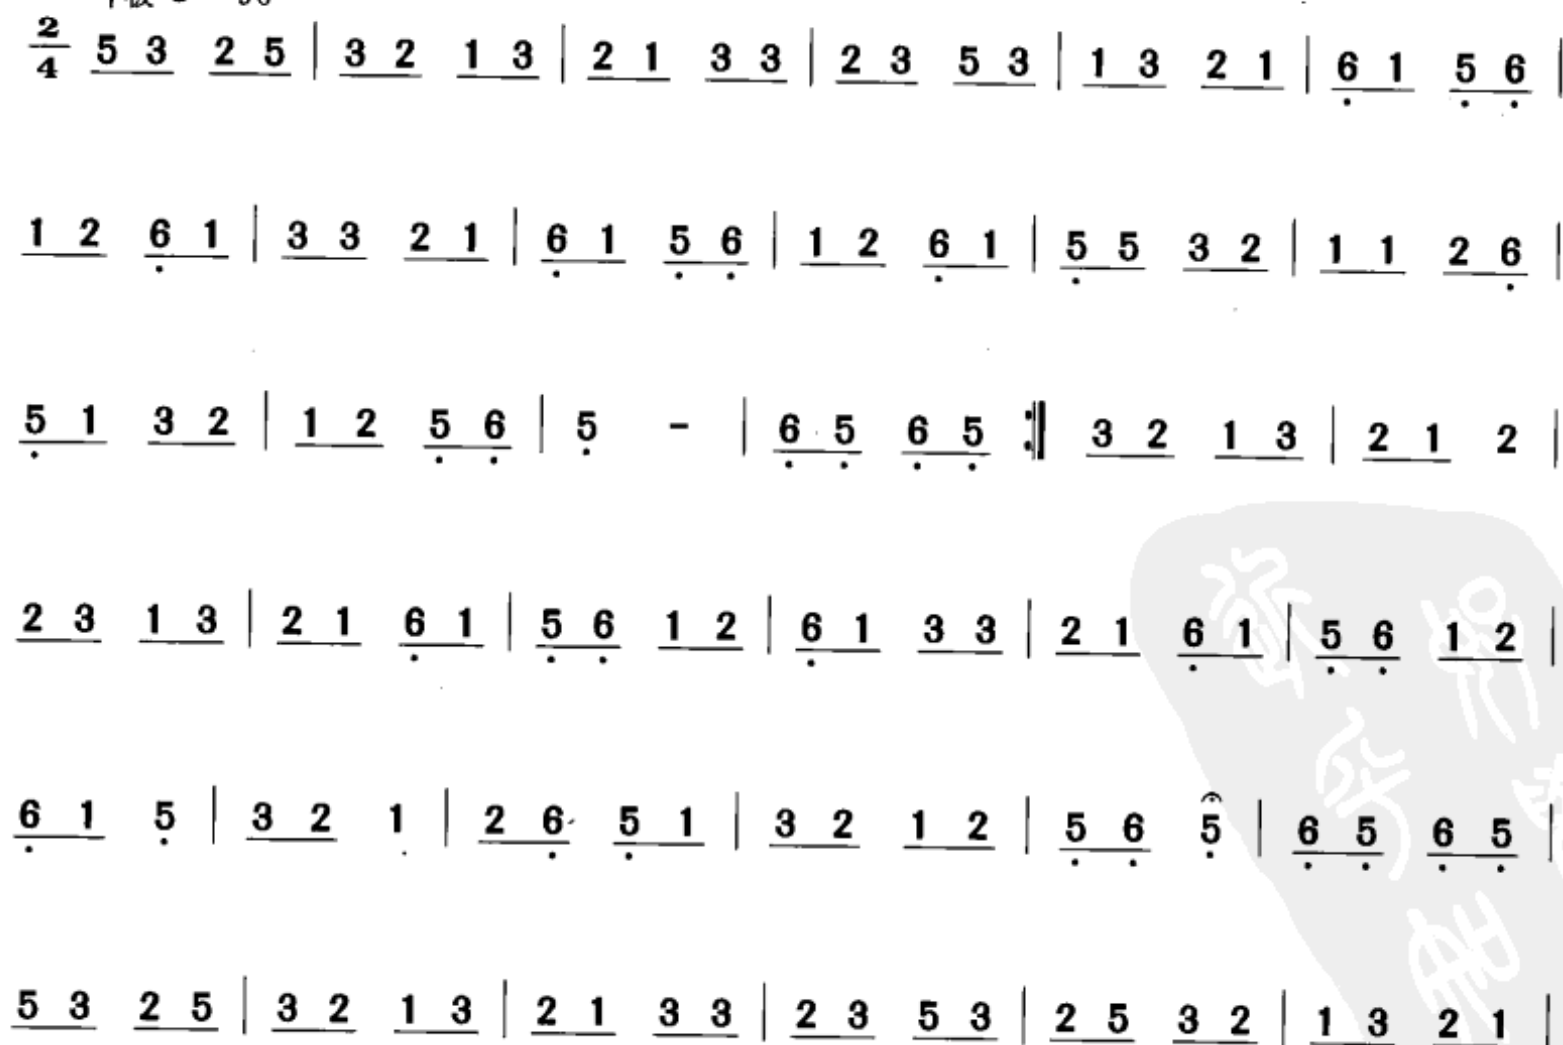 2/4 5 3 2 5 | 3 2 1 3 | 2 1 3 3 | 2 3 5 3 | 1 3 2 1 | 6̣ 1 5̣ 6̣ |
1 2 6̣ 1 | 3 3 2 1 | 6̣ 1 5̣ 6̣ | 1 2 6̣ 1 | 5̣ 5 3 2 | 1 1 2 6̣ |
5̣ 1 3 2 | 1 2 5̣ 6̣ | 5̣ - | 6̣ 5̣ 6̣ 5̣ :‖ 3 2 1 3 | 2 1 2 |
2 3 1 3 | 2 1 6̣ 1 | 5̣ 6̣ 1 2 | 6̣ 1 3 3 | 2 1 6̣ 1 | 5̣ 6̣ 1 2 |
6̣ 1 5̣ | 3 2 1 | 2 6̣ 5̣ 1 | 3 2 1 2 | 5̣ 6̣ 5̣ | 6̣ 5̣ 6̣ 5̣ |
5 3 2 5 | 3 2 1 3 | 2 1 3 3 | 2 3 5 3 | 2 5 3 2 | 1 3 2 1 |